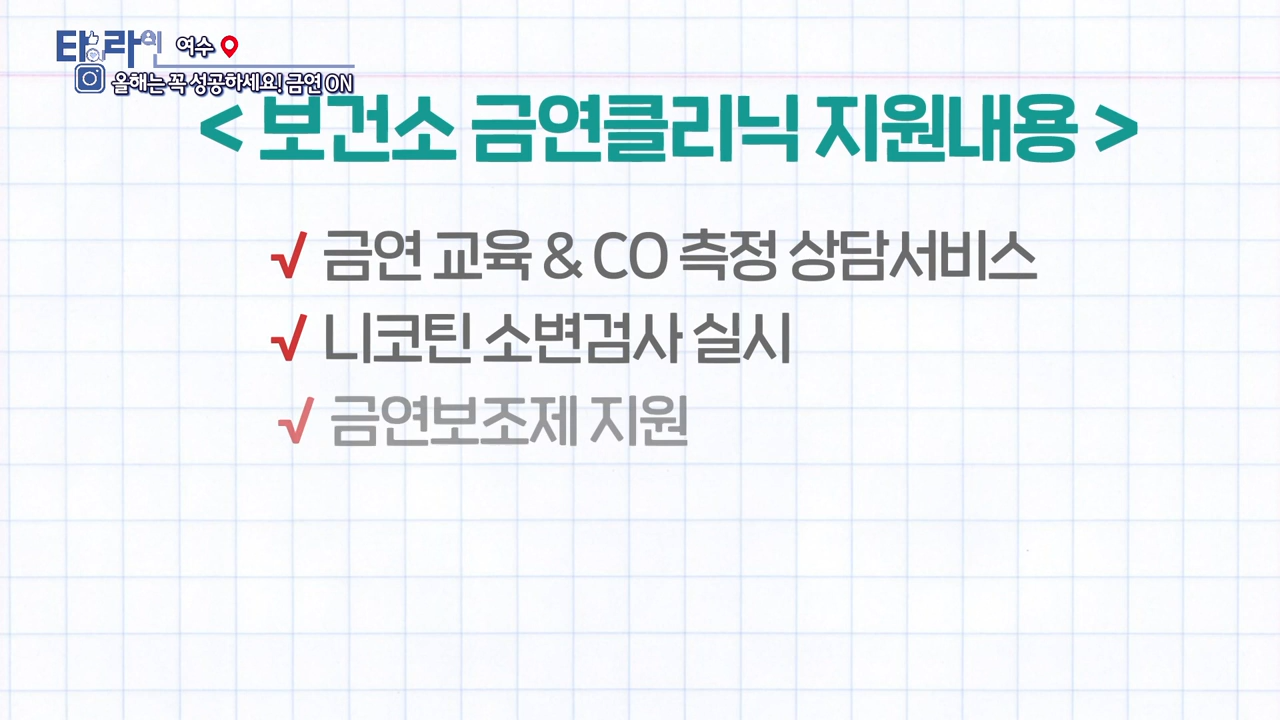 타임라인 여수
올해는 꼭 성공하세요! 금연 ON
< 보건소 금연클리닉 지원내용 >
√ 금연 교육 & CO 측정 상담서비스
√ 니코틴 소변검사 실시
√ 금연보조제 지원